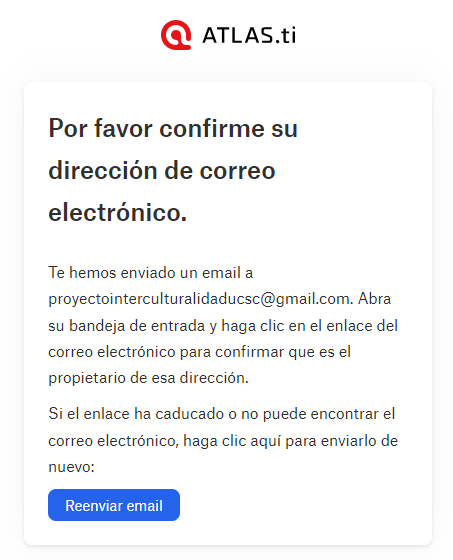 ATLAS.ti
Por favor confirme su
dirección de correo
electrónico.
Te hemos enviado un email a
proyectointerculturalidaducsc@gmail.com. Abra
su bandeja de entrada y haga clic en el enlace del
correo electrónico para confirmar que es el
propietario de esa dirección.
Si el enlace ha caducado o no puede encontrar el
correo electrónico, haga clic aquí para enviarlo de
nuevo:
Reenviar email